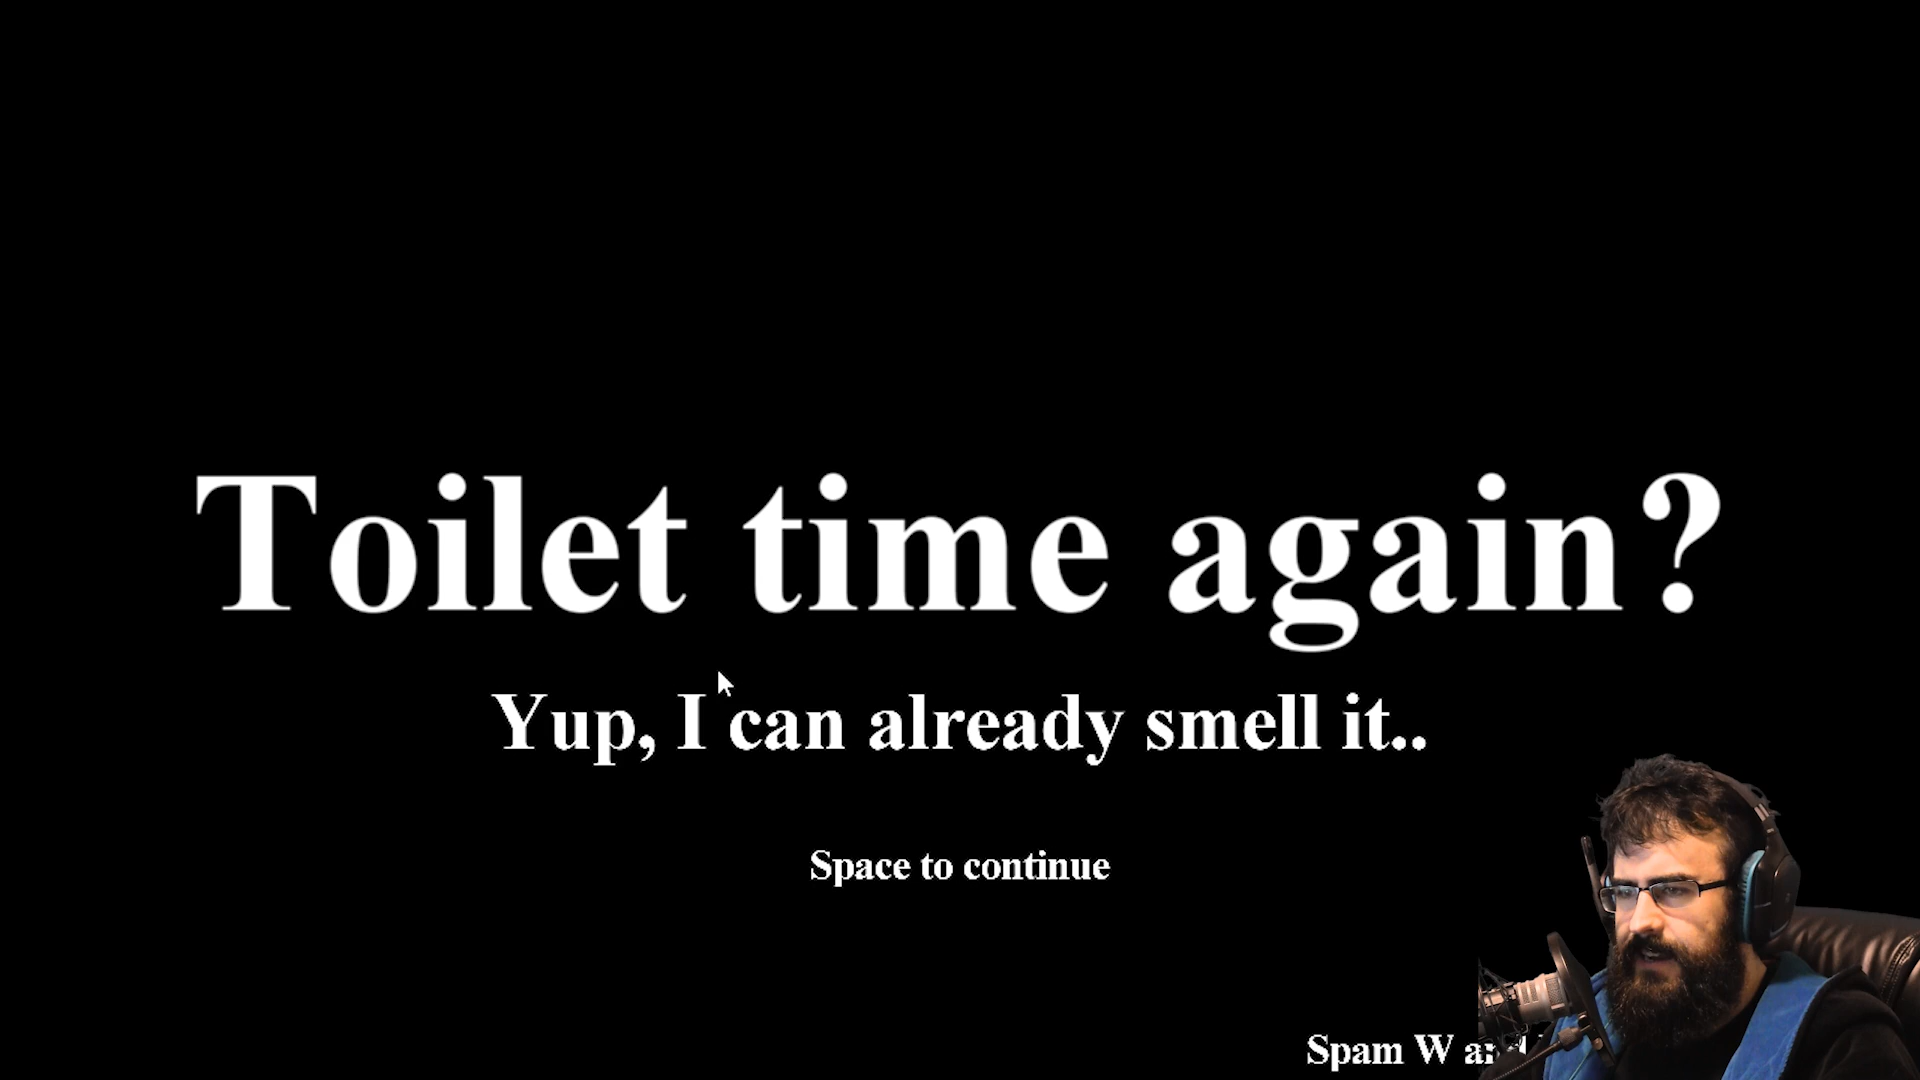 Toilet time again?
Yup, I can already smell it..
Space to continue
Spam W